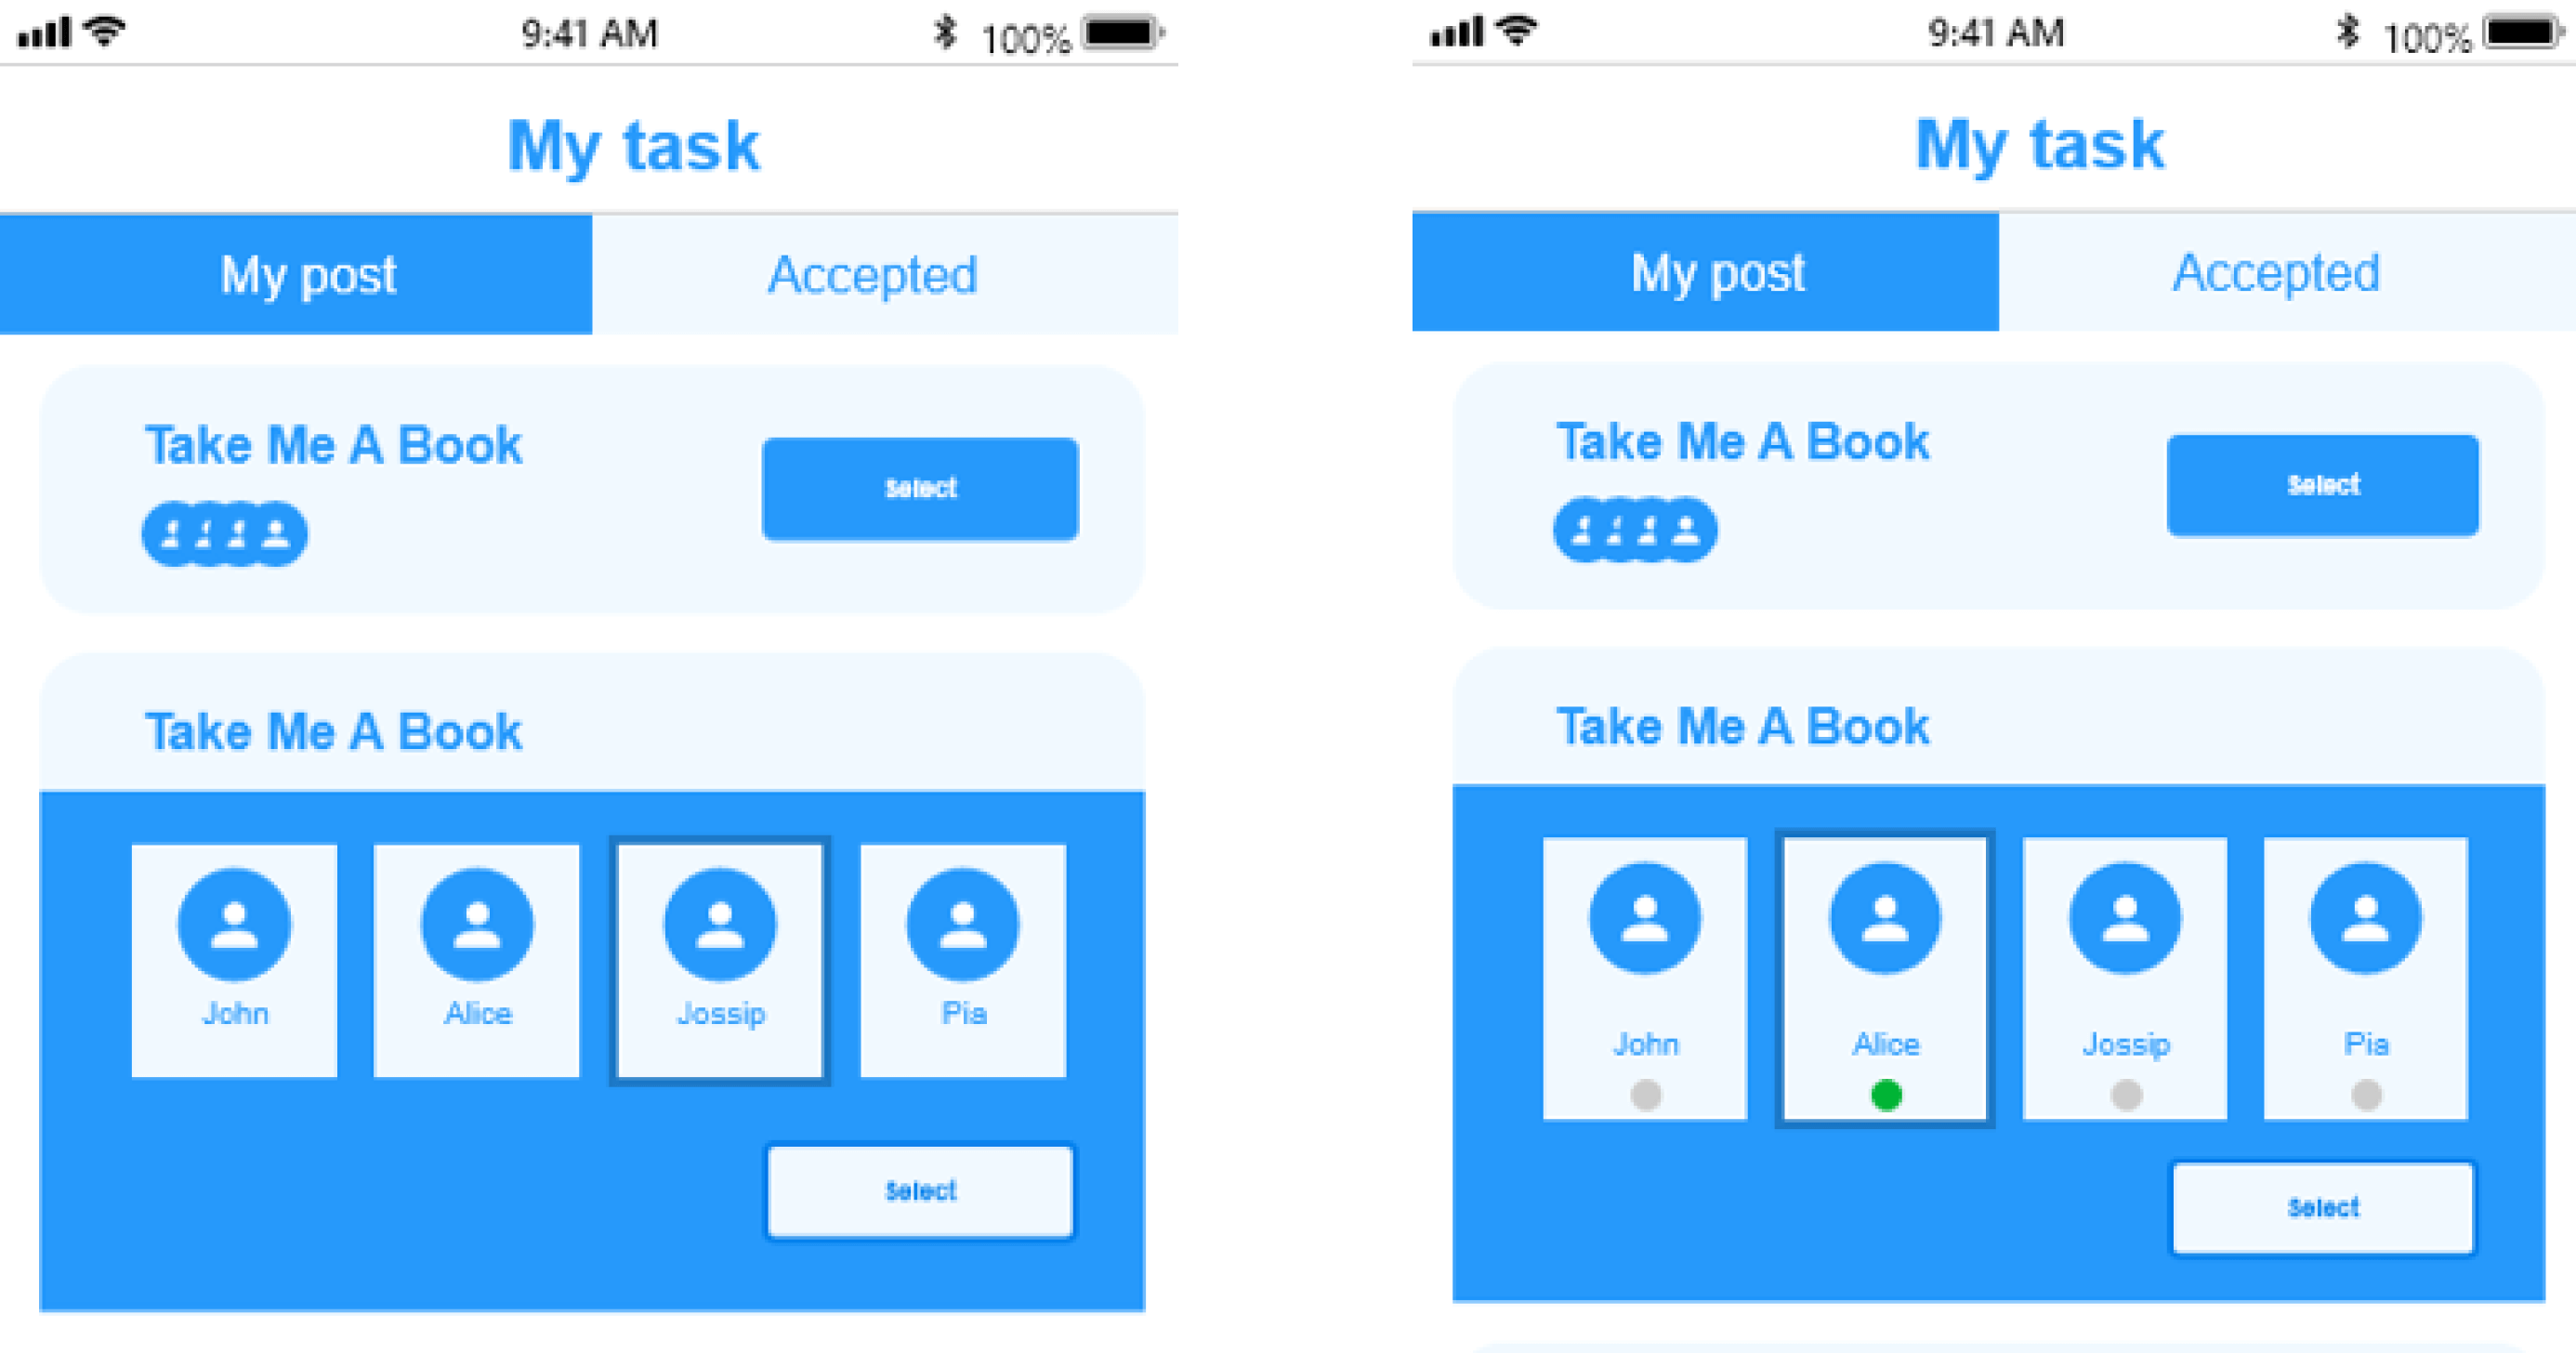 9:41 AM
100%
My task
My post
Accepted
Take Me A Book
Select
Take Me A Book
John
Alice
Jossip
Pia
Select
9:41 AM
100%
My task
My post
Accepted
Take Me A Book
Select
Take Me A Book
John
Alice
Jossip
Pia
Select